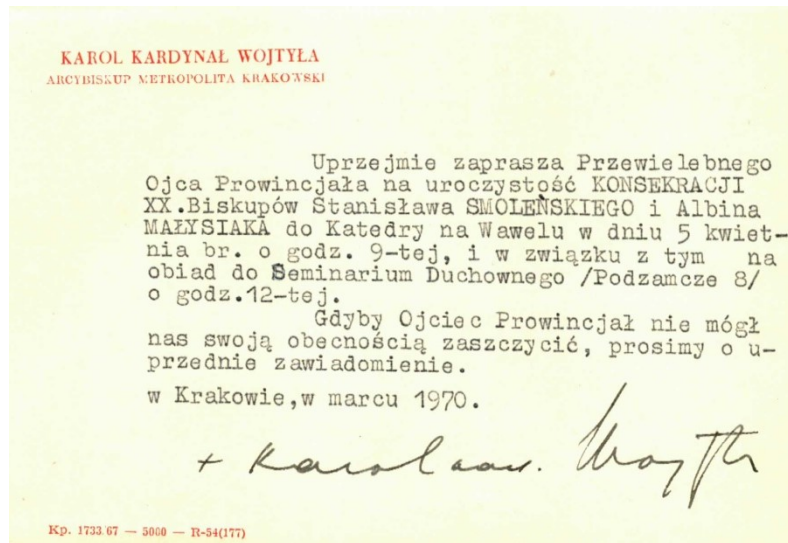 KAROL KARDYNAŁ WOJTYŁA
ARCYBISKUP METROPOLITA KRAKOWSKI
Uprzejmie zaprasza Przewielebnego
Ojca Prowincjała na uroczystość KONSEKRACJI
XX.Biskupów Stanisława SMOLEŃSKIEGO i Albina
MAŁYSIAKA do Katedry na Wawelu w dniu 5 kwiet-
nia br. o godz. 9-tej, i w związku z tym na
obiad do Seminarium Duchownego /Podzamcze 8/
o godz.12-tej.
Gdyby Ojciec Prowincjał nie mógł
nas swoją obecnością zaszczycić, prosimy o u-
przednie zawiadomienie.
w Krakowie,w marcu 1970.
+ Karol card. Wojtyła
Kp. 1733/67 — 5000 — R-54(177)